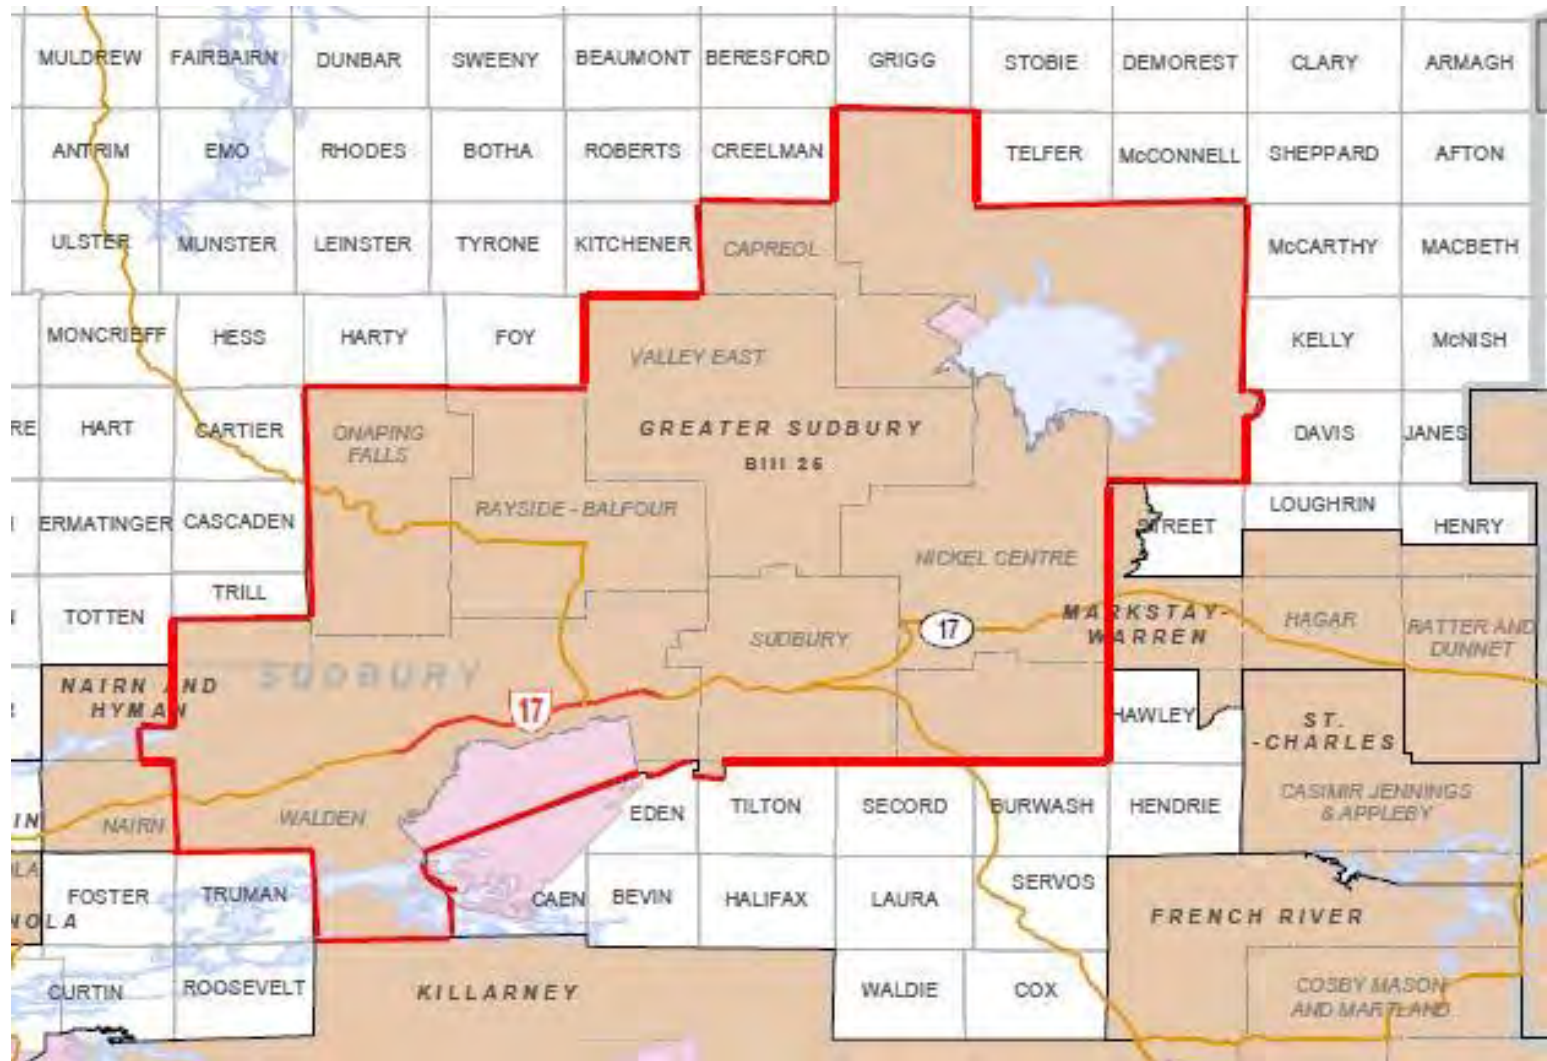 MULDREW FAIRBAIRN DUNBAR SWEENY BEAUMONT BERESFORD GRIGG STOBIE DEMOREST CLARY ARMAGH
ANTRIM EMO RHODES BOTHA ROBERTS CREELMAN TELFER McCONNELL SHEPPARD AFTON
ULSTER MUNSTER LEINSTER TYRONE KITCHENER CAPREOL McCARTHY MACBETH
MONCRIEFF HESS HARTY FOY VALLEY EAST KELLY McNISH
RE HART CARTIER ONAPING
FALLS
GREATER SUDBURY
Bill 26
DAVIS JANES
ERMATINGER CASCADEN RAYSIDE - BALFOUR STREET LOUGHRIN HENRY
NICKEL CENTRE
TRILL
TOTTEN SUDBURY 17 MARKSTAY-
WARREN
HAGAR RATTER AND
DUNNET
NAIRN AND
HYMAN
SUDBURY
17
HAWLEY ST.
-CHARLES
IN NAIRN WALDEN EDEN TILTON SECORD BURWASH HENDRIE CASIMIR JENNINGS
& APPLEBY
LA
FOSTER TRUMAN CAEN BEVIN HALIFAX LAURA SERVOS
NOLA
FRENCH RIVER
CURTIN ROOSEVELT KILLARNEY WALDIE COX COSBY MASON
AND MARTLAND